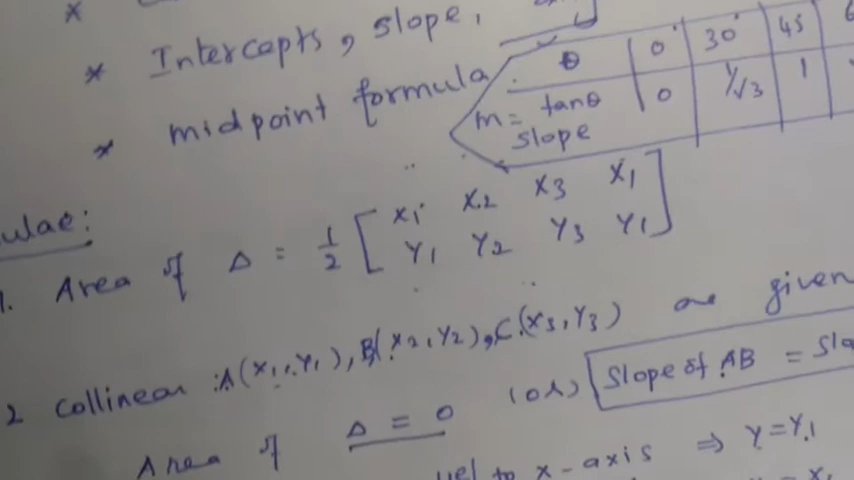 * Intercepts, slope,
* midpoint formula
θ 0° 30° 45
m = tanθ 0 1/√3 1
slope
ulae:
1. Area of Δ = 1/2 [ x1 x2 x3 x1
y1 y2 y3 y1 ]
2 Collinear : A(x1, y1), B(x2, y2), C(x3, y3) are given
Area of Δ = 0 (or) Slope of AB = Slo
to x-axis ⇒ y = y1